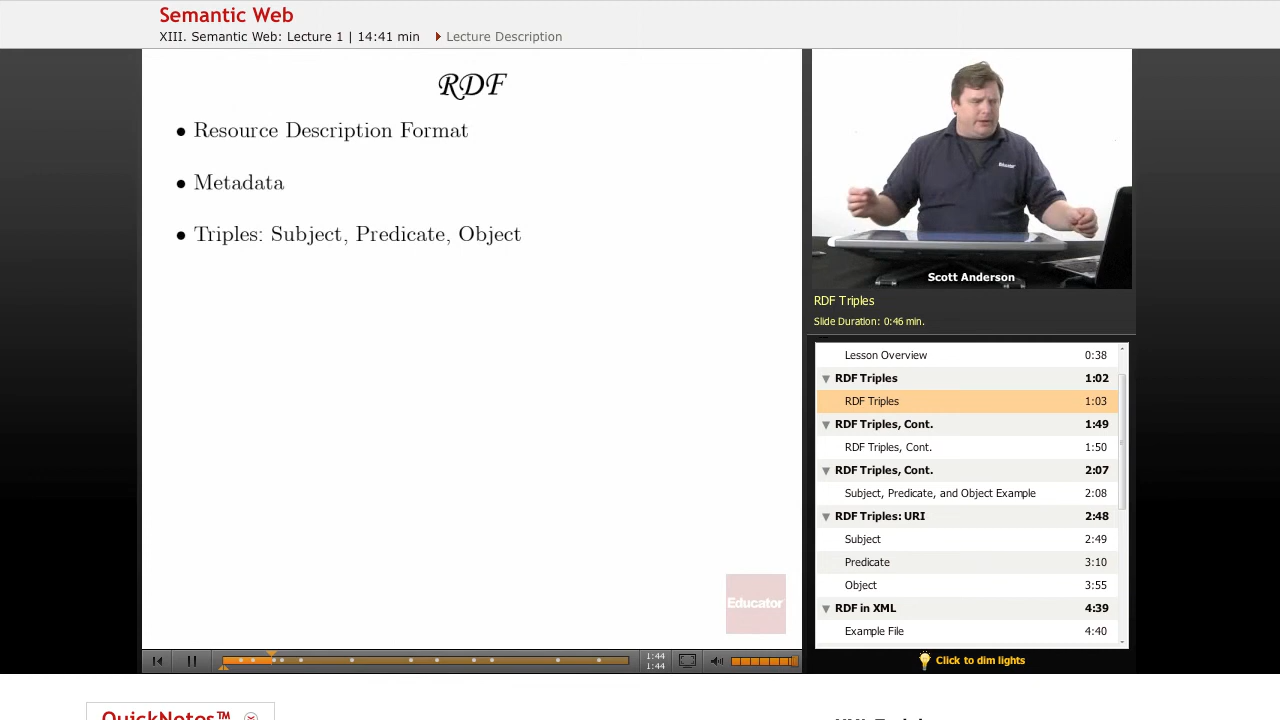 Semantic Web
XIII. Semantic Web: Lecture 1 | 14:41 min Lecture Description
RDF
• Resource Description Format
• Metadata
• Triples: Subject, Predicate, Object
Educator
Educator
Scott Anderson
RDF Triples
Slide Duration: 0:46 min.
Lesson Overview 0:38
RDF Triples 1:02
RDF Triples 1:03
RDF Triples, Cont. 1:49
RDF Triples, Cont. 1:50
RDF Triples, Cont. 2:07
Subject, Predicate, and Object Example 2:08
RDF Triples: URI 2:48
Subject 2:49
Predicate 3:10
Object 3:55
RDF in XML 4:39
Example File 4:40
1:44
1:44
Click to dim lights
QuickNotes™